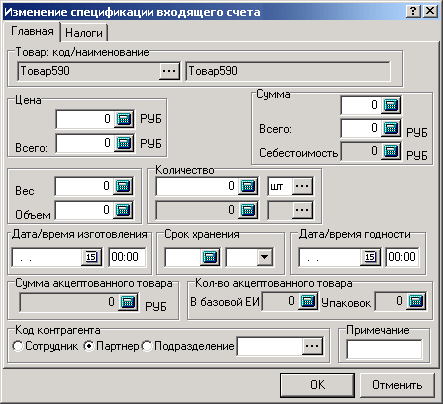 Изменение спецификации входящего счета
Главная Налоги
Товар: код/наименование
Товар590 ... Товар590
Цена Сумма
0 РУБ 0
Всего: 0 РУБ Всего: 0 РУБ
Себестоимость 0 РУБ
Количество
Вес 0 0 шт ...
Объем 0 0 ...
Дата/время изготовления Срок хранения Дата/время годности
. . 15 00:00 . . 15 00:00
Сумма акцептованного товара Кол-во акцептованного товара
0 РУБ В базовой ЕИ 0 Упаковок 0
Код контрагента Примечание
Сотрудник Партнер Подразделение ...
OK Отменить